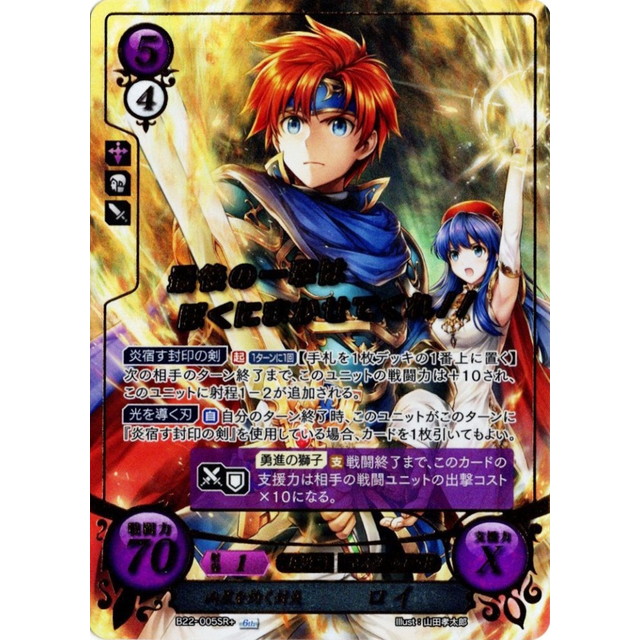 5
4
最後の一撃は
ぼくにまかせてくれ！！
炎宿す封印の剣 起 1ターンに1回【手札を1枚デッキの1番上に置く】
次の相手のターン終了まで、このユニットの戦闘力は＋10され、
このユニットに射程1－2が追加される。
光を導く刃 自 自分のターン終了時、このユニットがこのターンに
『炎宿す封印の剣』を使用している場合、カードを1枚引いてもよい。
勇進の獅子 支 戦闘終了まで、このカードの
支援力は相手の戦闘ユニットの出撃コスト
×10になる。
戦闘力
70
射程 1
支援力
X
ロイ
B22-005SR+
Illust：山田孝太郎